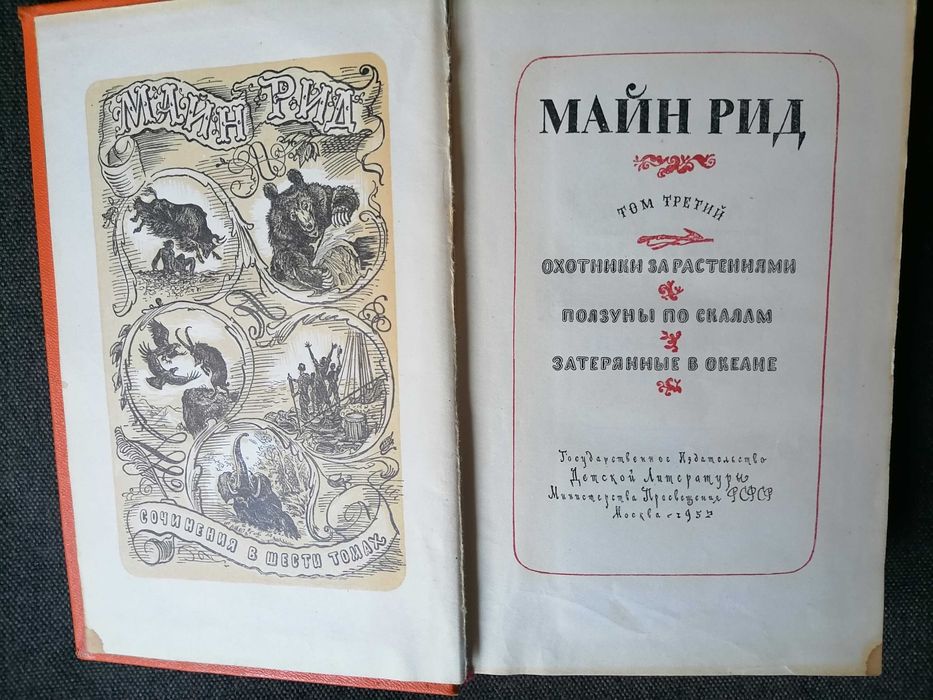 МАЙН РИД
СОЧИНЕНИЯ В ШЕСТИ ТОМАХ
МАЙН РИД
ТОМ ТРЕТИЙ
ОХОТНИКИ ЗА РАСТЕНИЯМИ
ПОЛЗУНЫ ПО СКАЛАМ
ЗАТЕРЯННЫЕ В ОКЕАНЕ
Государственное Издательство
Детской Литературы
Министерства Просвещения РСФСР
Москва